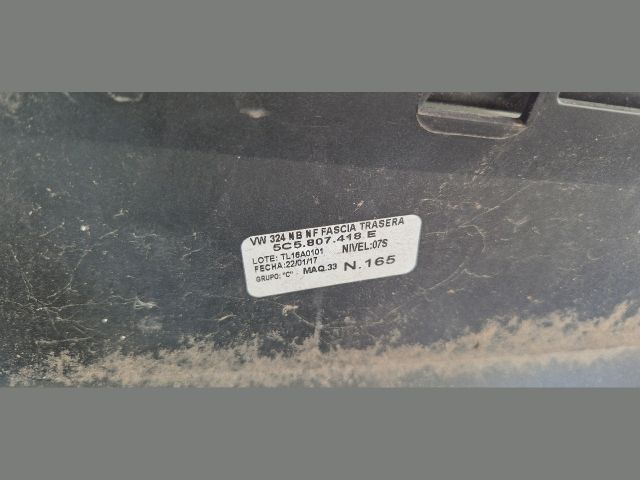 VW 324 NB NF FASCIA TRASERA
5C5.807.418 E
LOTE: TL16A0101 NIVEL:07S
FECHA:22/01/17
GRUPO: "C" - MAQ.33 N.165